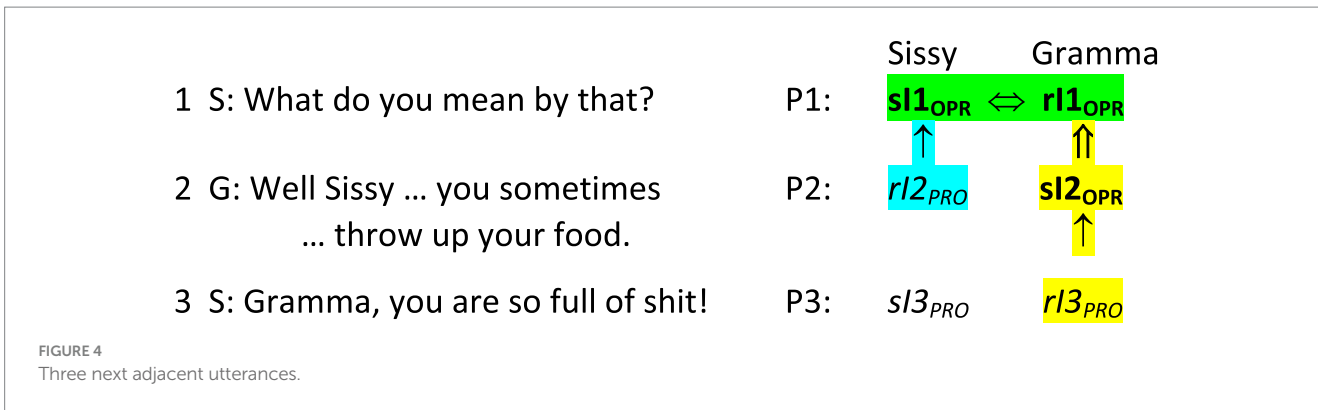 Sissy Gramma
1 S: What do you mean by that? P1: sI1OPR ⇔ rI1OPR
↑ ⇑
2 G: Well Sissy … you sometimes P2: rI2PRO sI2OPR
… throw up your food. ↑
3 S: Gramma, you are so full of shit! P3: sI3PRO rI3PRO
FIGURE 4
Three next adjacent utterances.